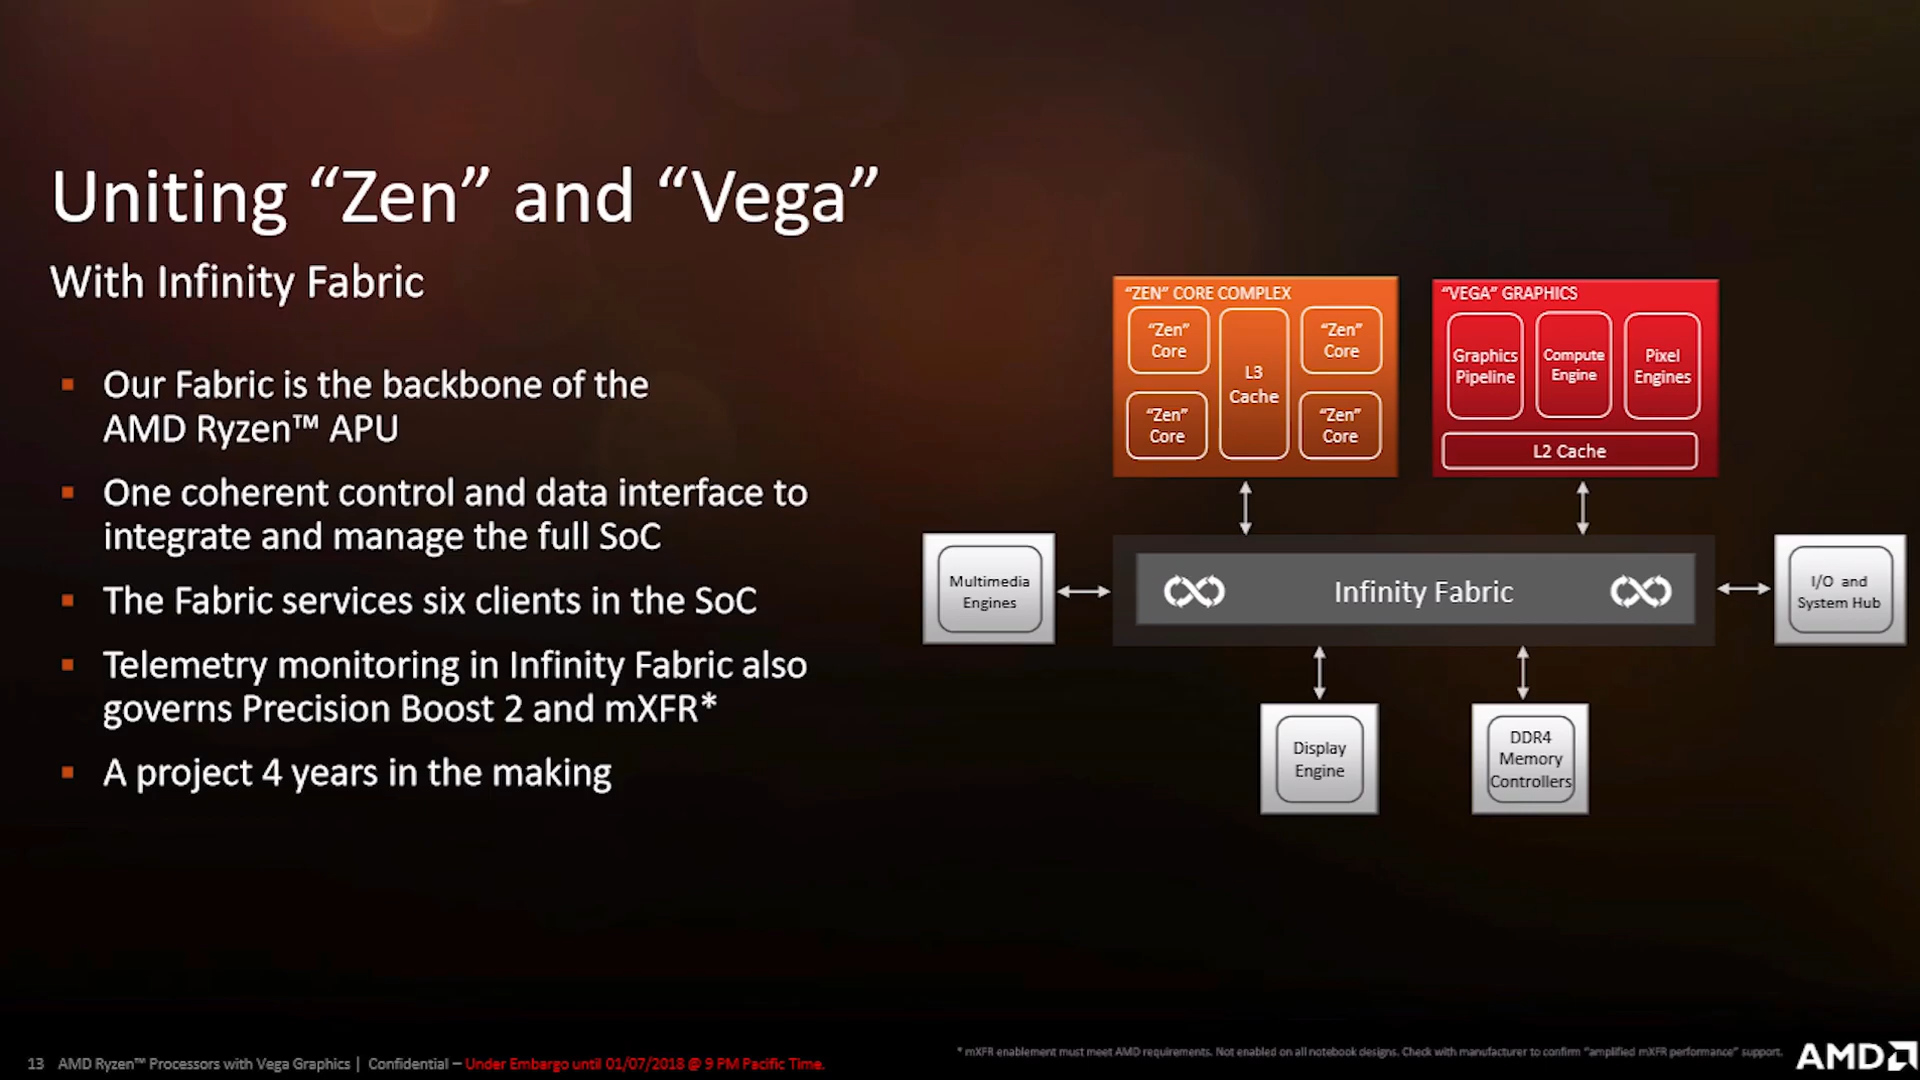 Uniting “Zen” and “Vega”
With Infinity Fabric
▪ Our Fabric is the backbone of the
AMD Ryzen™ APU
▪ One coherent control and data interface to
integrate and manage the full SoC
▪ The Fabric services six clients in the SoC
▪ Telemetry monitoring in Infinity Fabric also
governs Precision Boost 2 and mXFR*
▪ A project 4 years in the making
“ZEN” CORE COMPLEX
“Zen”
Core
L3
Cache
“Zen”
Core
“Zen”
Core
“Zen”
Core
“VEGA” GRAPHICS
Graphics
Pipeline
Compute
Engine
Pixel
Engines
L2 Cache
Multimedia
Engines
Infinity Fabric
I/O and
System Hub
Display
Engine
DDR4
Memory
Controllers
13 AMD Ryzen™ Processors with Vega Graphics | Confidential – Under Embargo until 01/07/2018 @ 9 PM Pacific Time.
* mXFR enablement must meet AMD requirements. Not enabled on all notebook designs. Check with manufacturer to confirm “amplified mXFR performance” support.
AMD